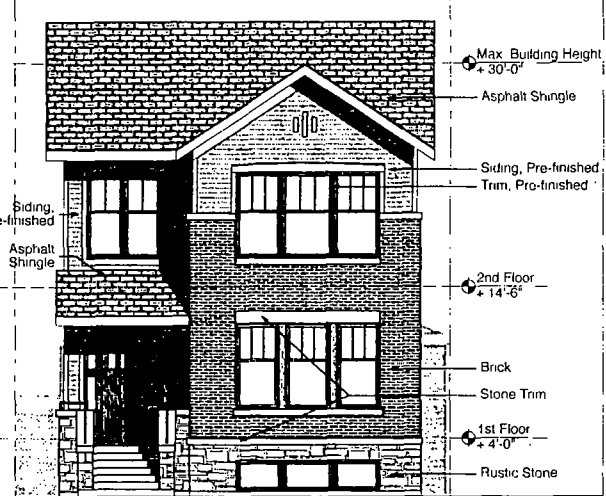 Max Building Height
+ 30'-0"
Asphalt Shingle
Siding, Pre-finished
Trim, Pre-finished
Siding,
e-finished
Asphalt
Shingle
2nd Floor
+ 14'-6"
Brick
Stone Trim
1st Floor
+ 4'-0"
Rustic Stone